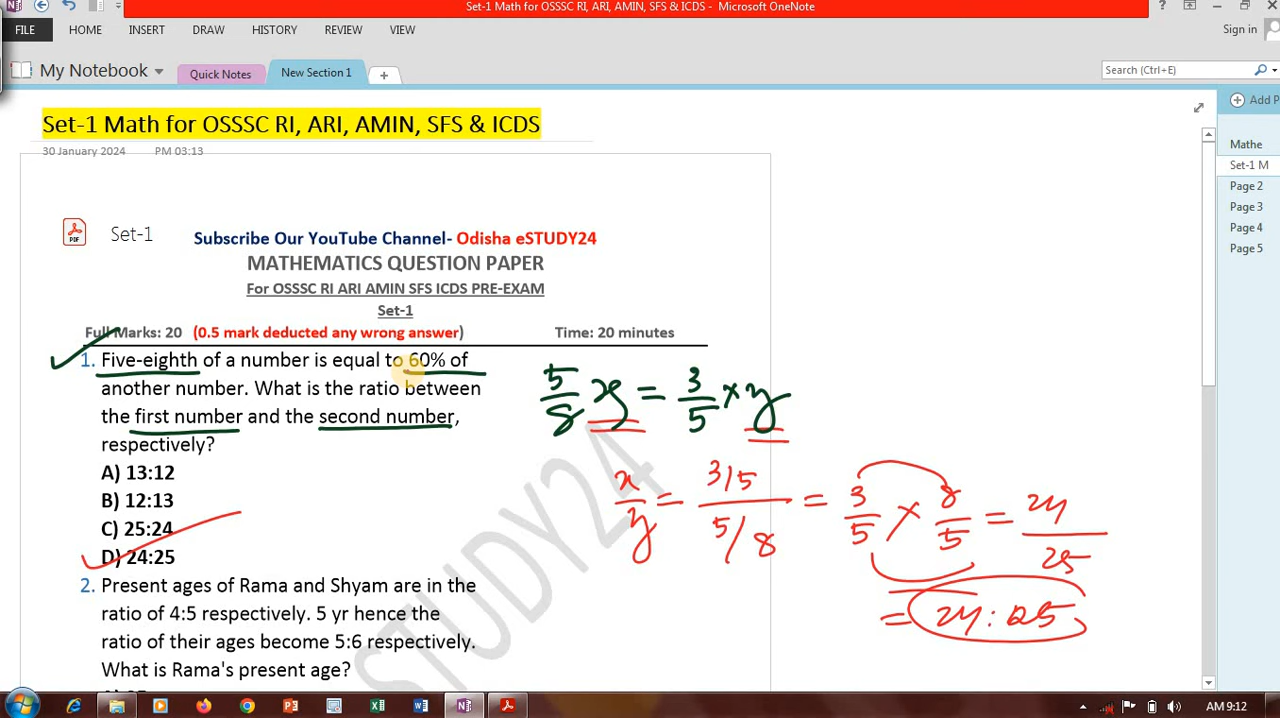 Set-1 Math for OSSSC RI, ARI, AMIN, SFS & ICDS - Microsoft OneNote
FILE HOME INSERT DRAW HISTORY REVIEW VIEW
Sign in
My Notebook Quick Notes New Section 1
Search (Ctrl+E)
Add P
Set-1 Math for OSSSC RI, ARI, AMIN, SFS & ICDS
30 January 2024 PM 03:13
Mathe
Set-1 M
Page 2
Page 3
Page 4
Page 5
PDF
Set-1
Subscribe Our YouTube Channel- Odisha eSTUDY24
MATHEMATICS QUESTION PAPER
For OSSSC RI ARI AMIN SFS ICDS PRE-EXAM
Set-1
Full Marks: 20 (0.5 mark deducted any wrong answer) Time: 20 minutes
1. Five-eighth of a number is equal to 60% of
another number. What is the ratio between
the first number and the second number,
respectively?
A) 13:12
B) 12:13
C) 25:24
D) 24:25
5/8 x = 3/5 × y
x/y = 3/5 / 5/8 = 3/5 × 8/5 = 24/25
= 24:25
2. Present ages of Rama and Shyam are in the
ratio of 4:5 respectively. 5 yr hence the
ratio of their ages become 5:6 respectively.
What is Rama's present age?
STUDY24
AM 9:12